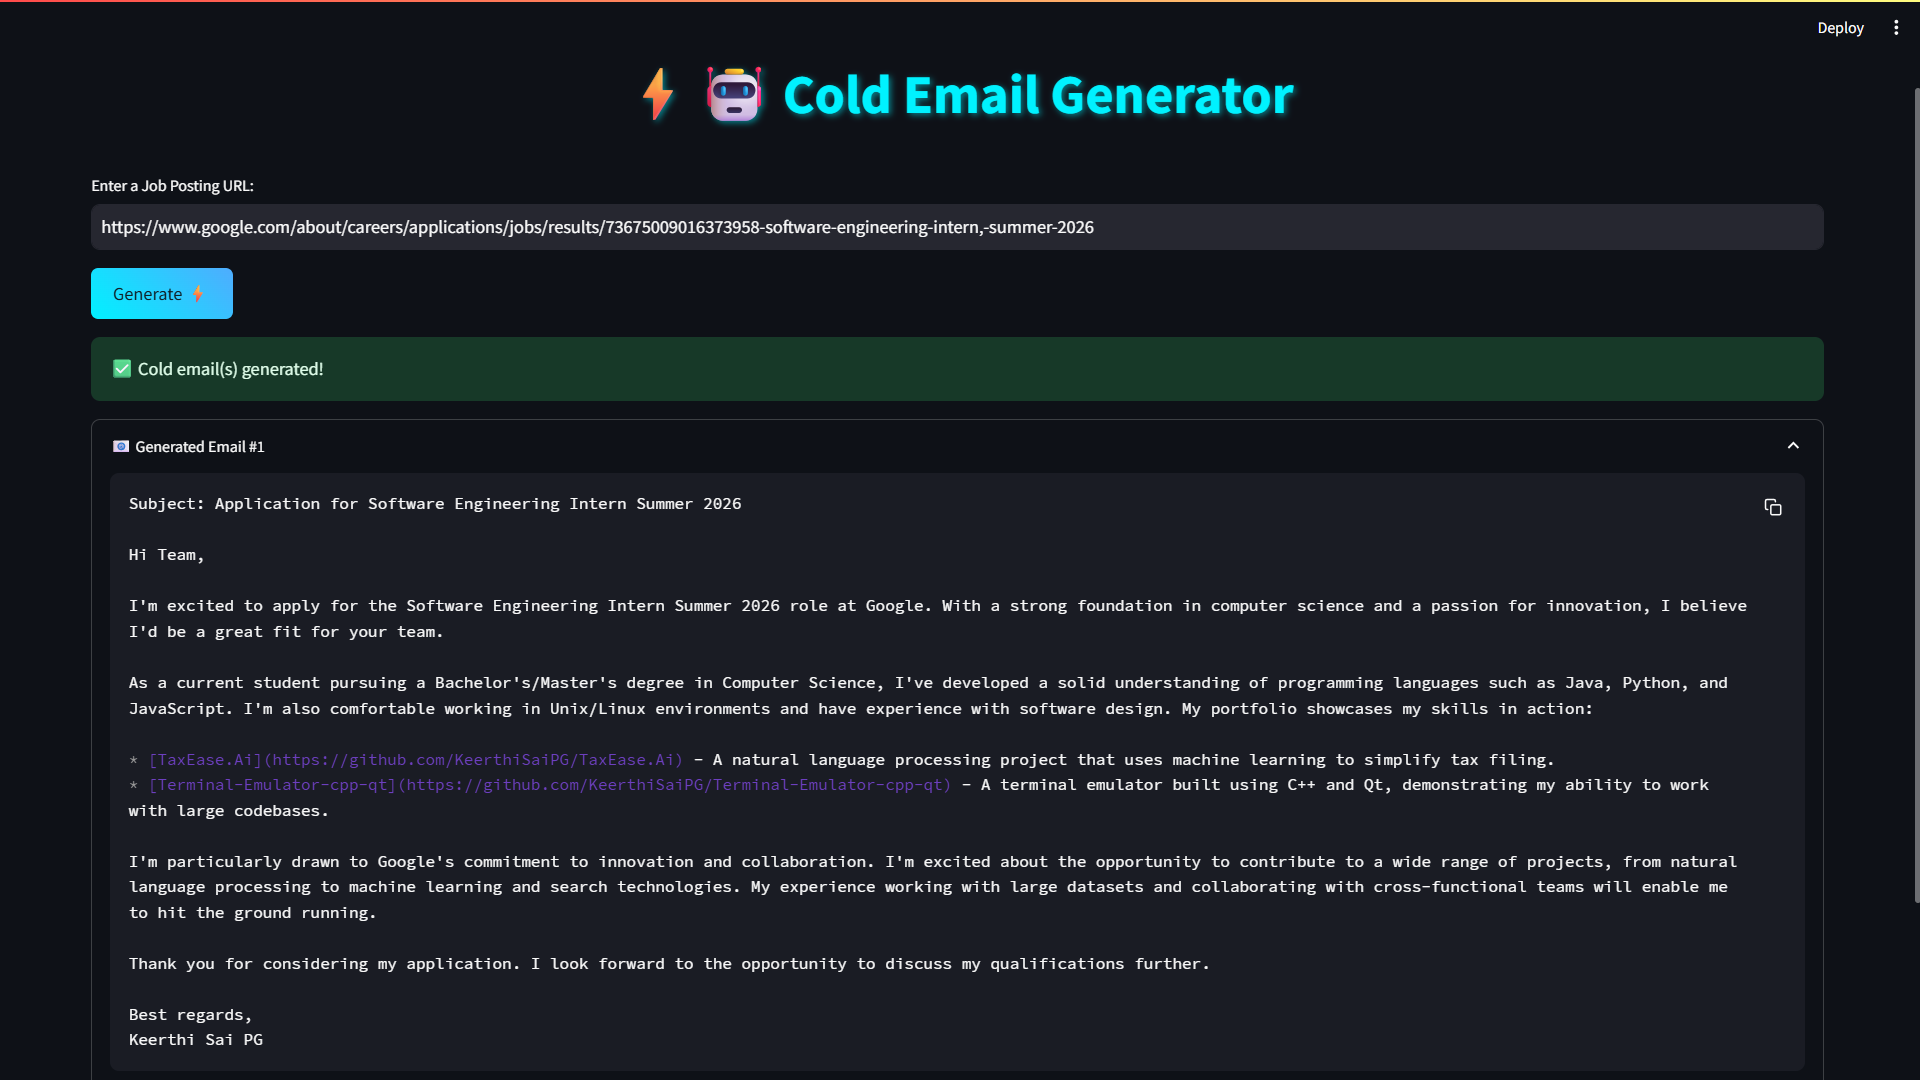 Deploy
Cold Email Generator
Enter a Job Posting URL:
https://www.google.com/about/careers/applications/jobs/results/73675009016373958-software-engineering-intern,-summer-2026
Generate
Cold email(s) generated!
Generated Email #1
Subject: Application for Software Engineering Intern Summer 2026
Hi Team,
I'm excited to apply for the Software Engineering Intern Summer 2026 role at Google. With a strong foundation in computer science and a passion for innovation, I believe
I'd be a great fit for your team.
As a current student pursuing a Bachelor's/Master's degree in Computer Science, I've developed a solid understanding of programming languages such as Java, Python, and
JavaScript. I'm also comfortable working in Unix/Linux environments and have experience with software design. My portfolio showcases my skills in action:
* [TaxEase.Ai](https://github.com/KeerthiSaiPG/TaxEase.Ai) – A natural language processing project that uses machine learning to simplify tax filing.
* [Terminal-Emulator-cpp-qt](https://github.com/KeerthiSaiPG/Terminal-Emulator-cpp-qt) – A terminal emulator built using C++ and Qt, demonstrating my ability to work
with large codebases.
I'm particularly drawn to Google's commitment to innovation and collaboration. I'm excited about the opportunity to contribute to a wide range of projects, from natural
language processing to machine learning and search technologies. My experience working with large datasets and collaborating with cross-functional teams will enable me
to hit the ground running.
Thank you for considering my application. I look forward to the opportunity to discuss my qualifications further.
Best regards,
Keerthi Sai PG